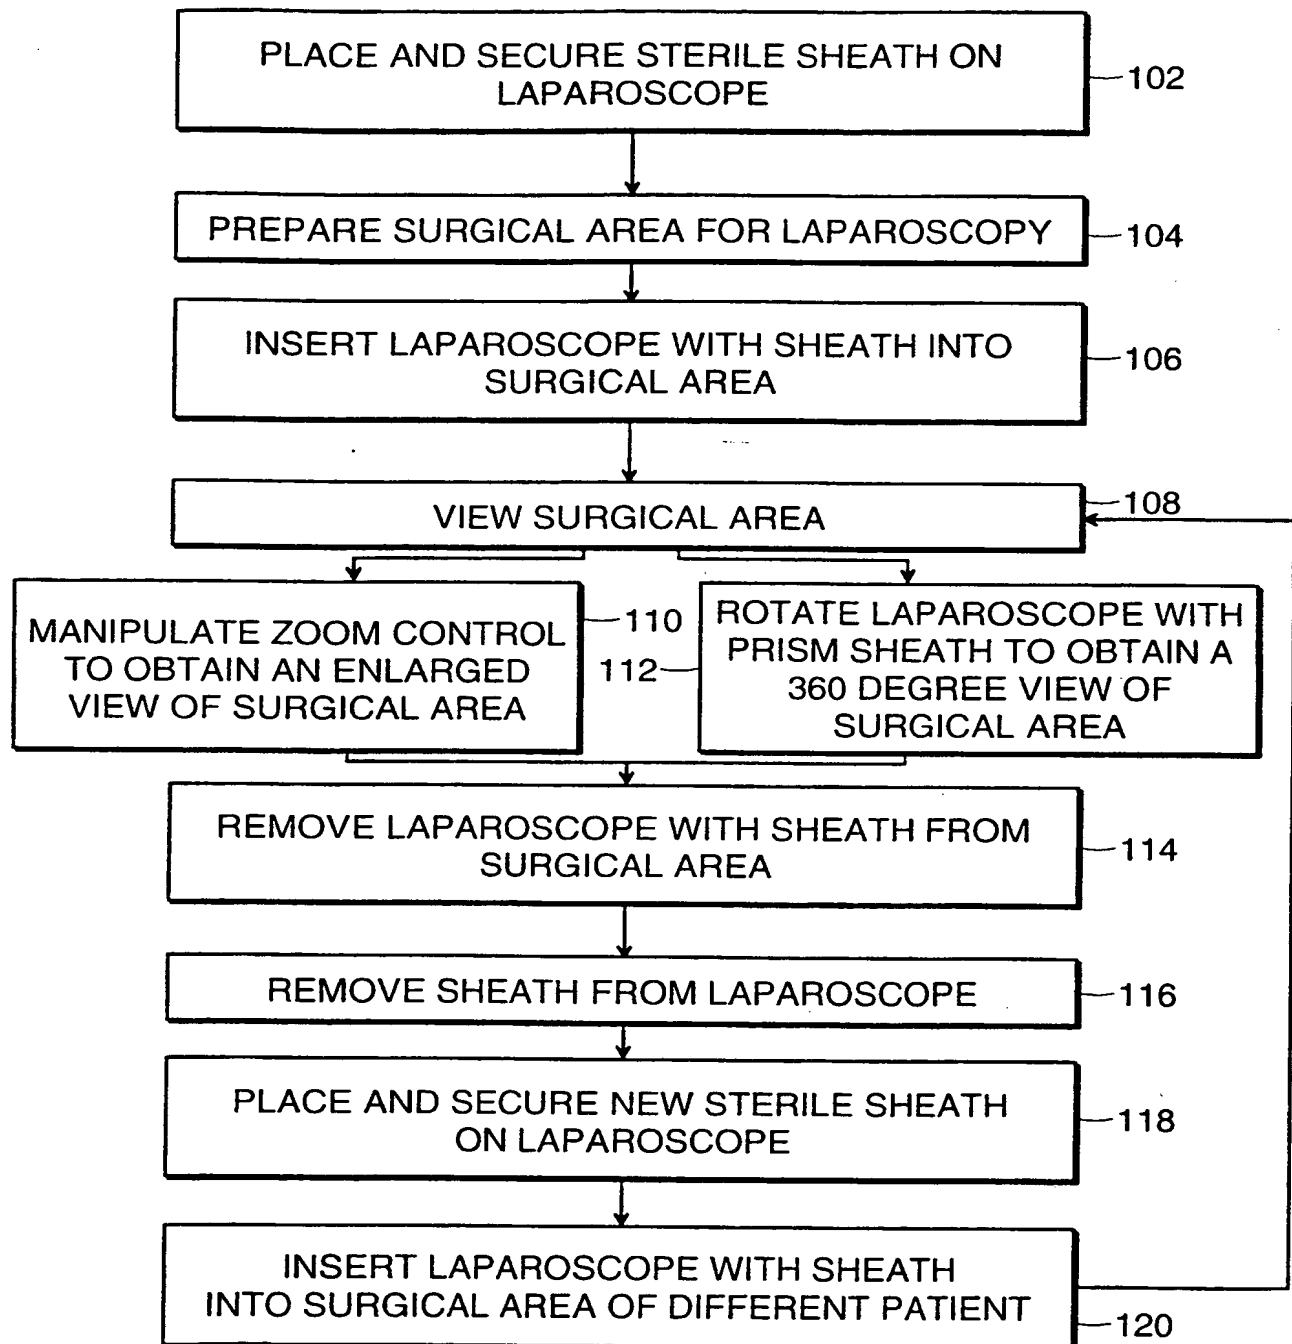 PLACE AND SECURE STERILE SHEATH ON
LAPAROSCOPE
102
PREPARE SURGICAL AREA FOR LAPAROSCOPY
104
INSERT LAPAROSCOPE WITH SHEATH INTO
SURGICAL AREA
106
VIEW SURGICAL AREA
108
MANIPULATE ZOOM CONTROL
TO OBTAIN AN ENLARGED
VIEW OF SURGICAL AREA
110
112
ROTATE LAPAROSCOPE WITH
PRISM SHEATH TO OBTAIN A
360 DEGREE VIEW OF
SURGICAL AREA
REMOVE LAPAROSCOPE WITH SHEATH FROM
SURGICAL AREA
114
REMOVE SHEATH FROM LAPAROSCOPE
116
PLACE AND SECURE NEW STERILE SHEATH
ON LAPAROSCOPE
118
INSERT LAPAROSCOPE WITH SHEATH
INTO SURGICAL AREA OF DIFFERENT PATIENT
120